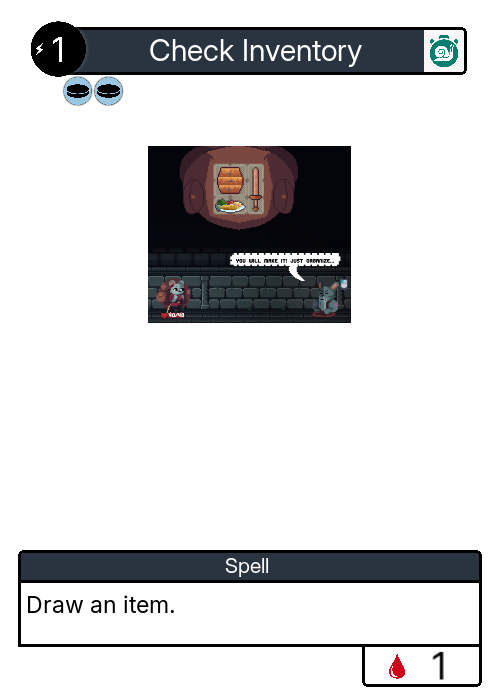 1
Check Inventory
YOU WILL MAKE IT! JUST ORGANIZE...
Spell
Draw an item.
1